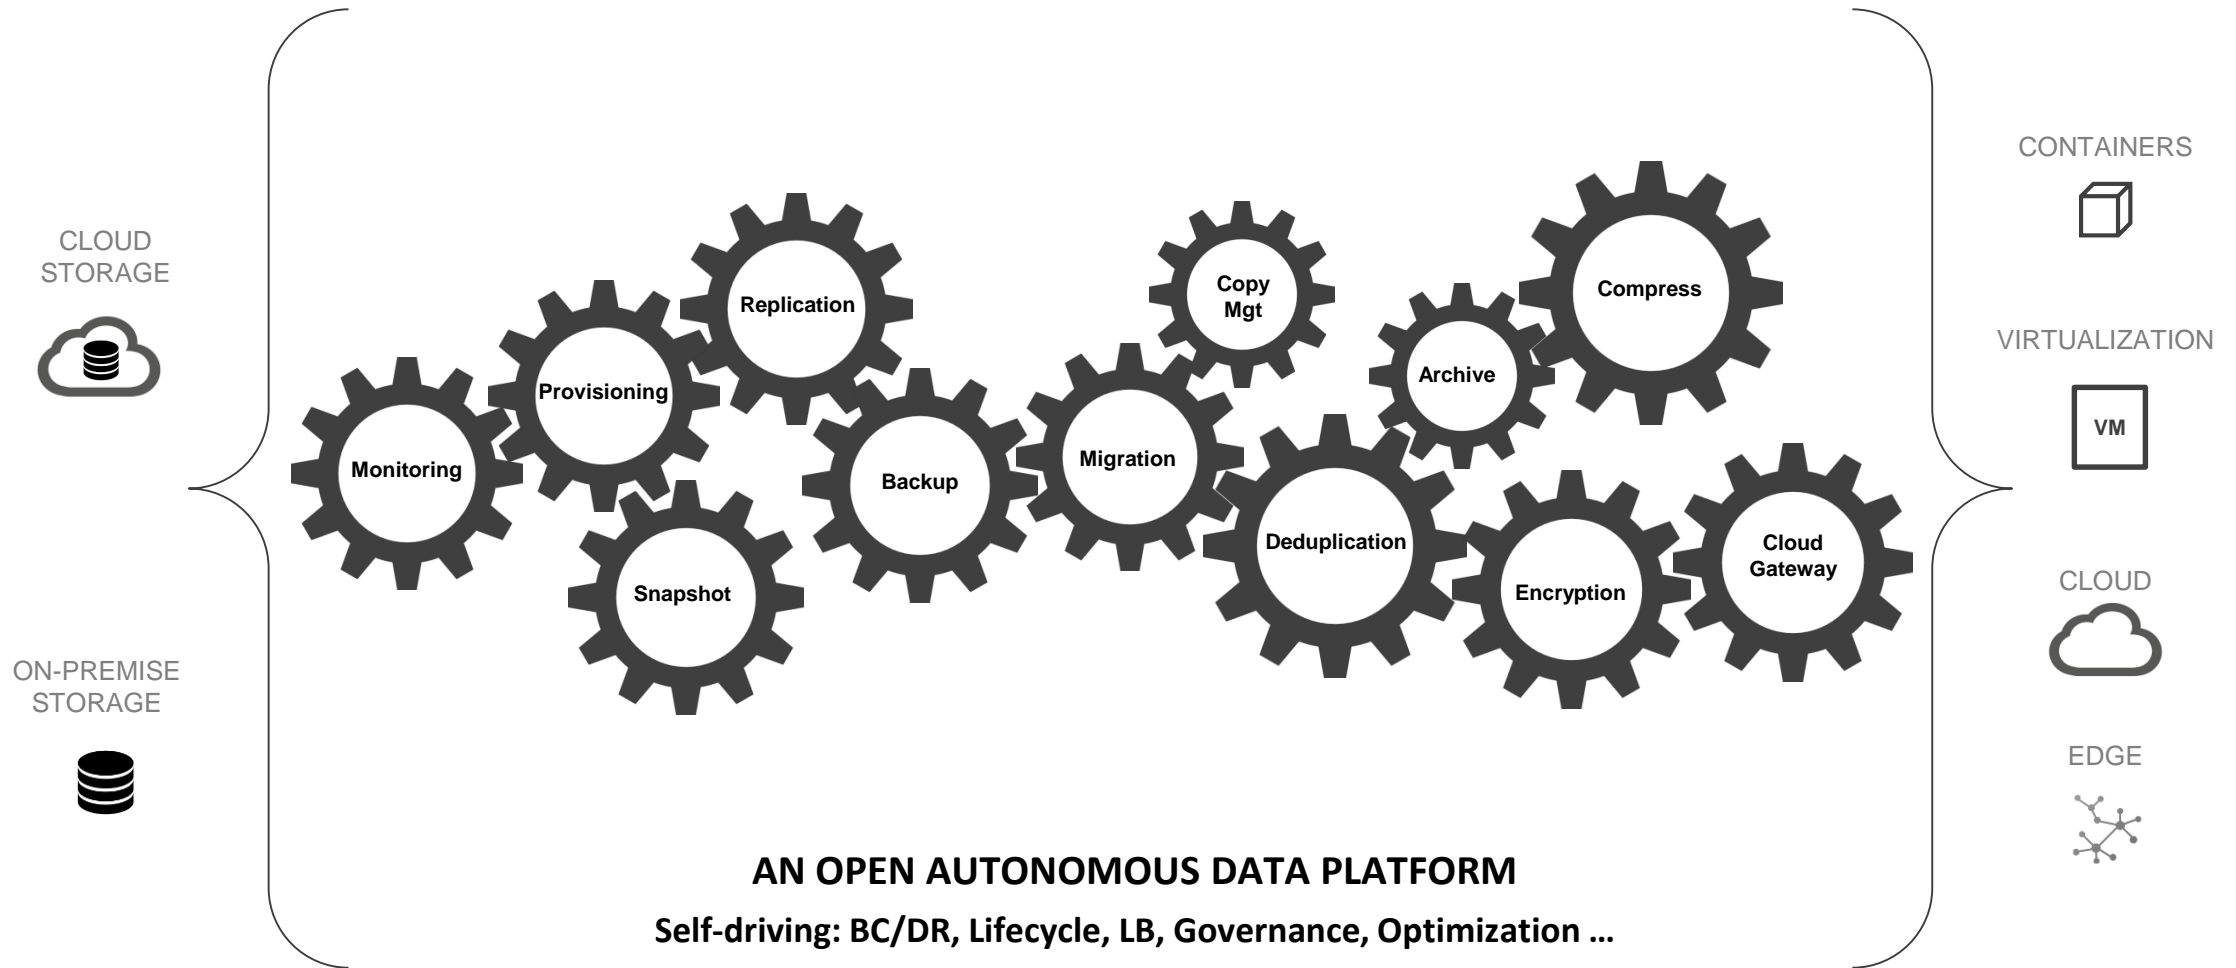 CLOUD
STORAGE
ON-PREMISE
STORAGE
Monitoring
Provisioning
Replication
Snapshot
Backup
Migration
Copy
Mgt
Deduplication
Archive
Compress
Encryption
Cloud
Gateway
CONTAINERS
VIRTUALIZATION
VM
CLOUD
EDGE
AN OPEN AUTONOMOUS DATA PLATFORM
Self-driving: BC/DR, Lifecycle, LB, Governance, Optimization ...